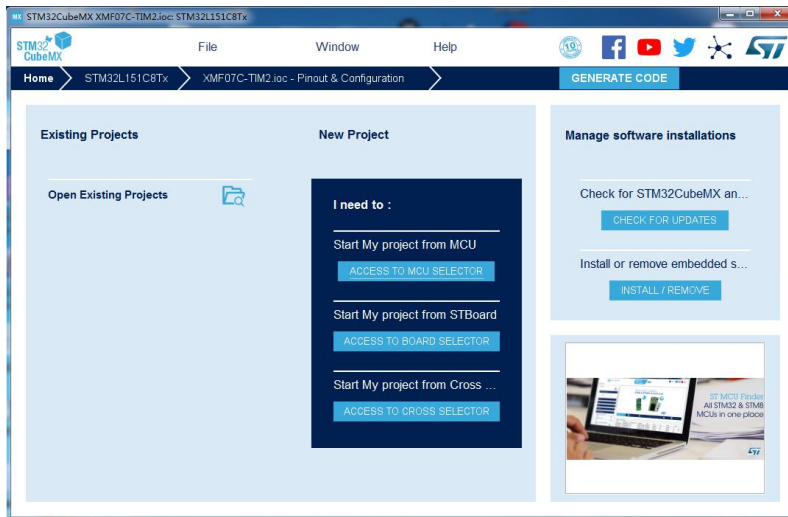 MX STM32CubeMX XMF07C-TIM2.ioc: STM32L151C8Tx
STM32
CubeMX
File
Window
Help
19
Home
STM32L151C8Tx
XMF07C-TIM2.ioc - Pinout & Configuration
GENERATE CODE
Existing Projects
New Project
Manage software installations
Open Existing Projects
I need to :
Start My project from MCU
ACCESS TO MCU SELECTOR
Start My project from STBoard
ACCESS TO BOARD SELECTOR
Start My project from Cross ...
ACCESS TO CROSS SELECTOR
Check for STM32CubeMX an...
CHECK FOR UPDATES
Install or remove embedded s...
INSTALL / REMOVE
ST MCU Finder
All STM32 & STM8
MCUs in one place